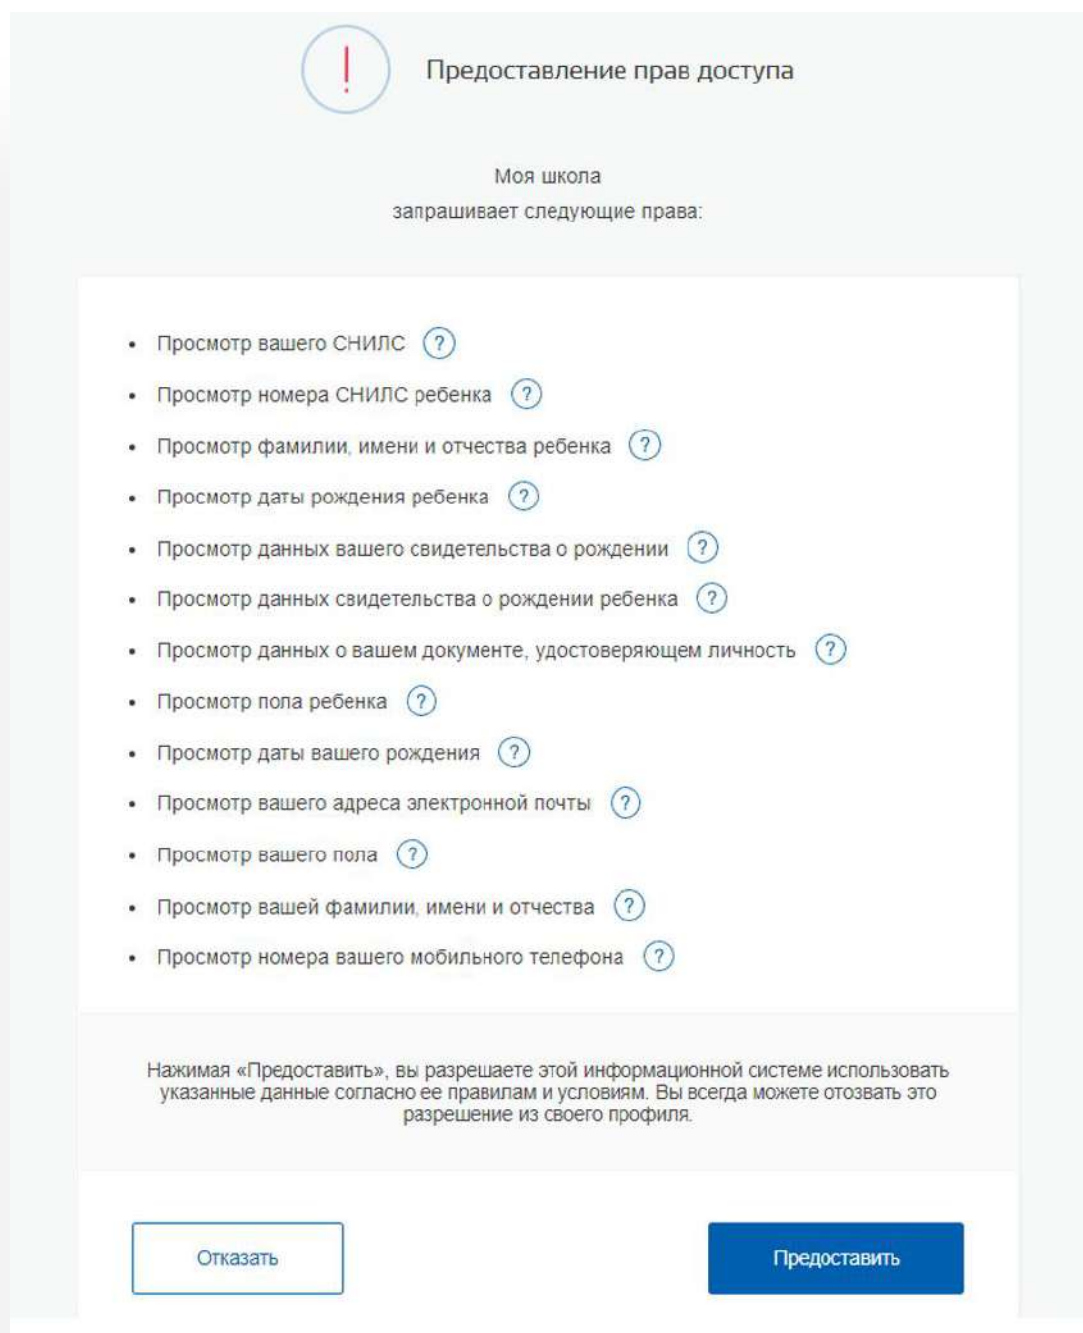 Предоставление прав доступа
Моя школа
запрашивает следующие права:
• Просмотр вашего СНИЛС ?
• Просмотр номера СНИЛС ребенка ?
• Просмотр фамилии, имени и отчества ребенка ?
• Просмотр даты рождения ребенка ?
• Просмотр данных вашего свидетельства о рождении ?
• Просмотр данных свидетельства о рождении ребенка ?
• Просмотр данных о вашем документе, удостоверяющем личность ?
• Просмотр пола ребенка ?
• Просмотр даты вашего рождения ?
• Просмотр вашего адреса электронной почты ?
• Просмотр вашего пола ?
• Просмотр вашей фамилии, имени и отчества ?
• Просмотр номера вашего мобильного телефона ?
Нажимая «Предоставить», вы разрешаете этой информационной системе использовать
указанные данные согласно ее правилам и условиям. Вы всегда можете отозвать это
разрешение из своего профиля.
Отказать
Предоставить